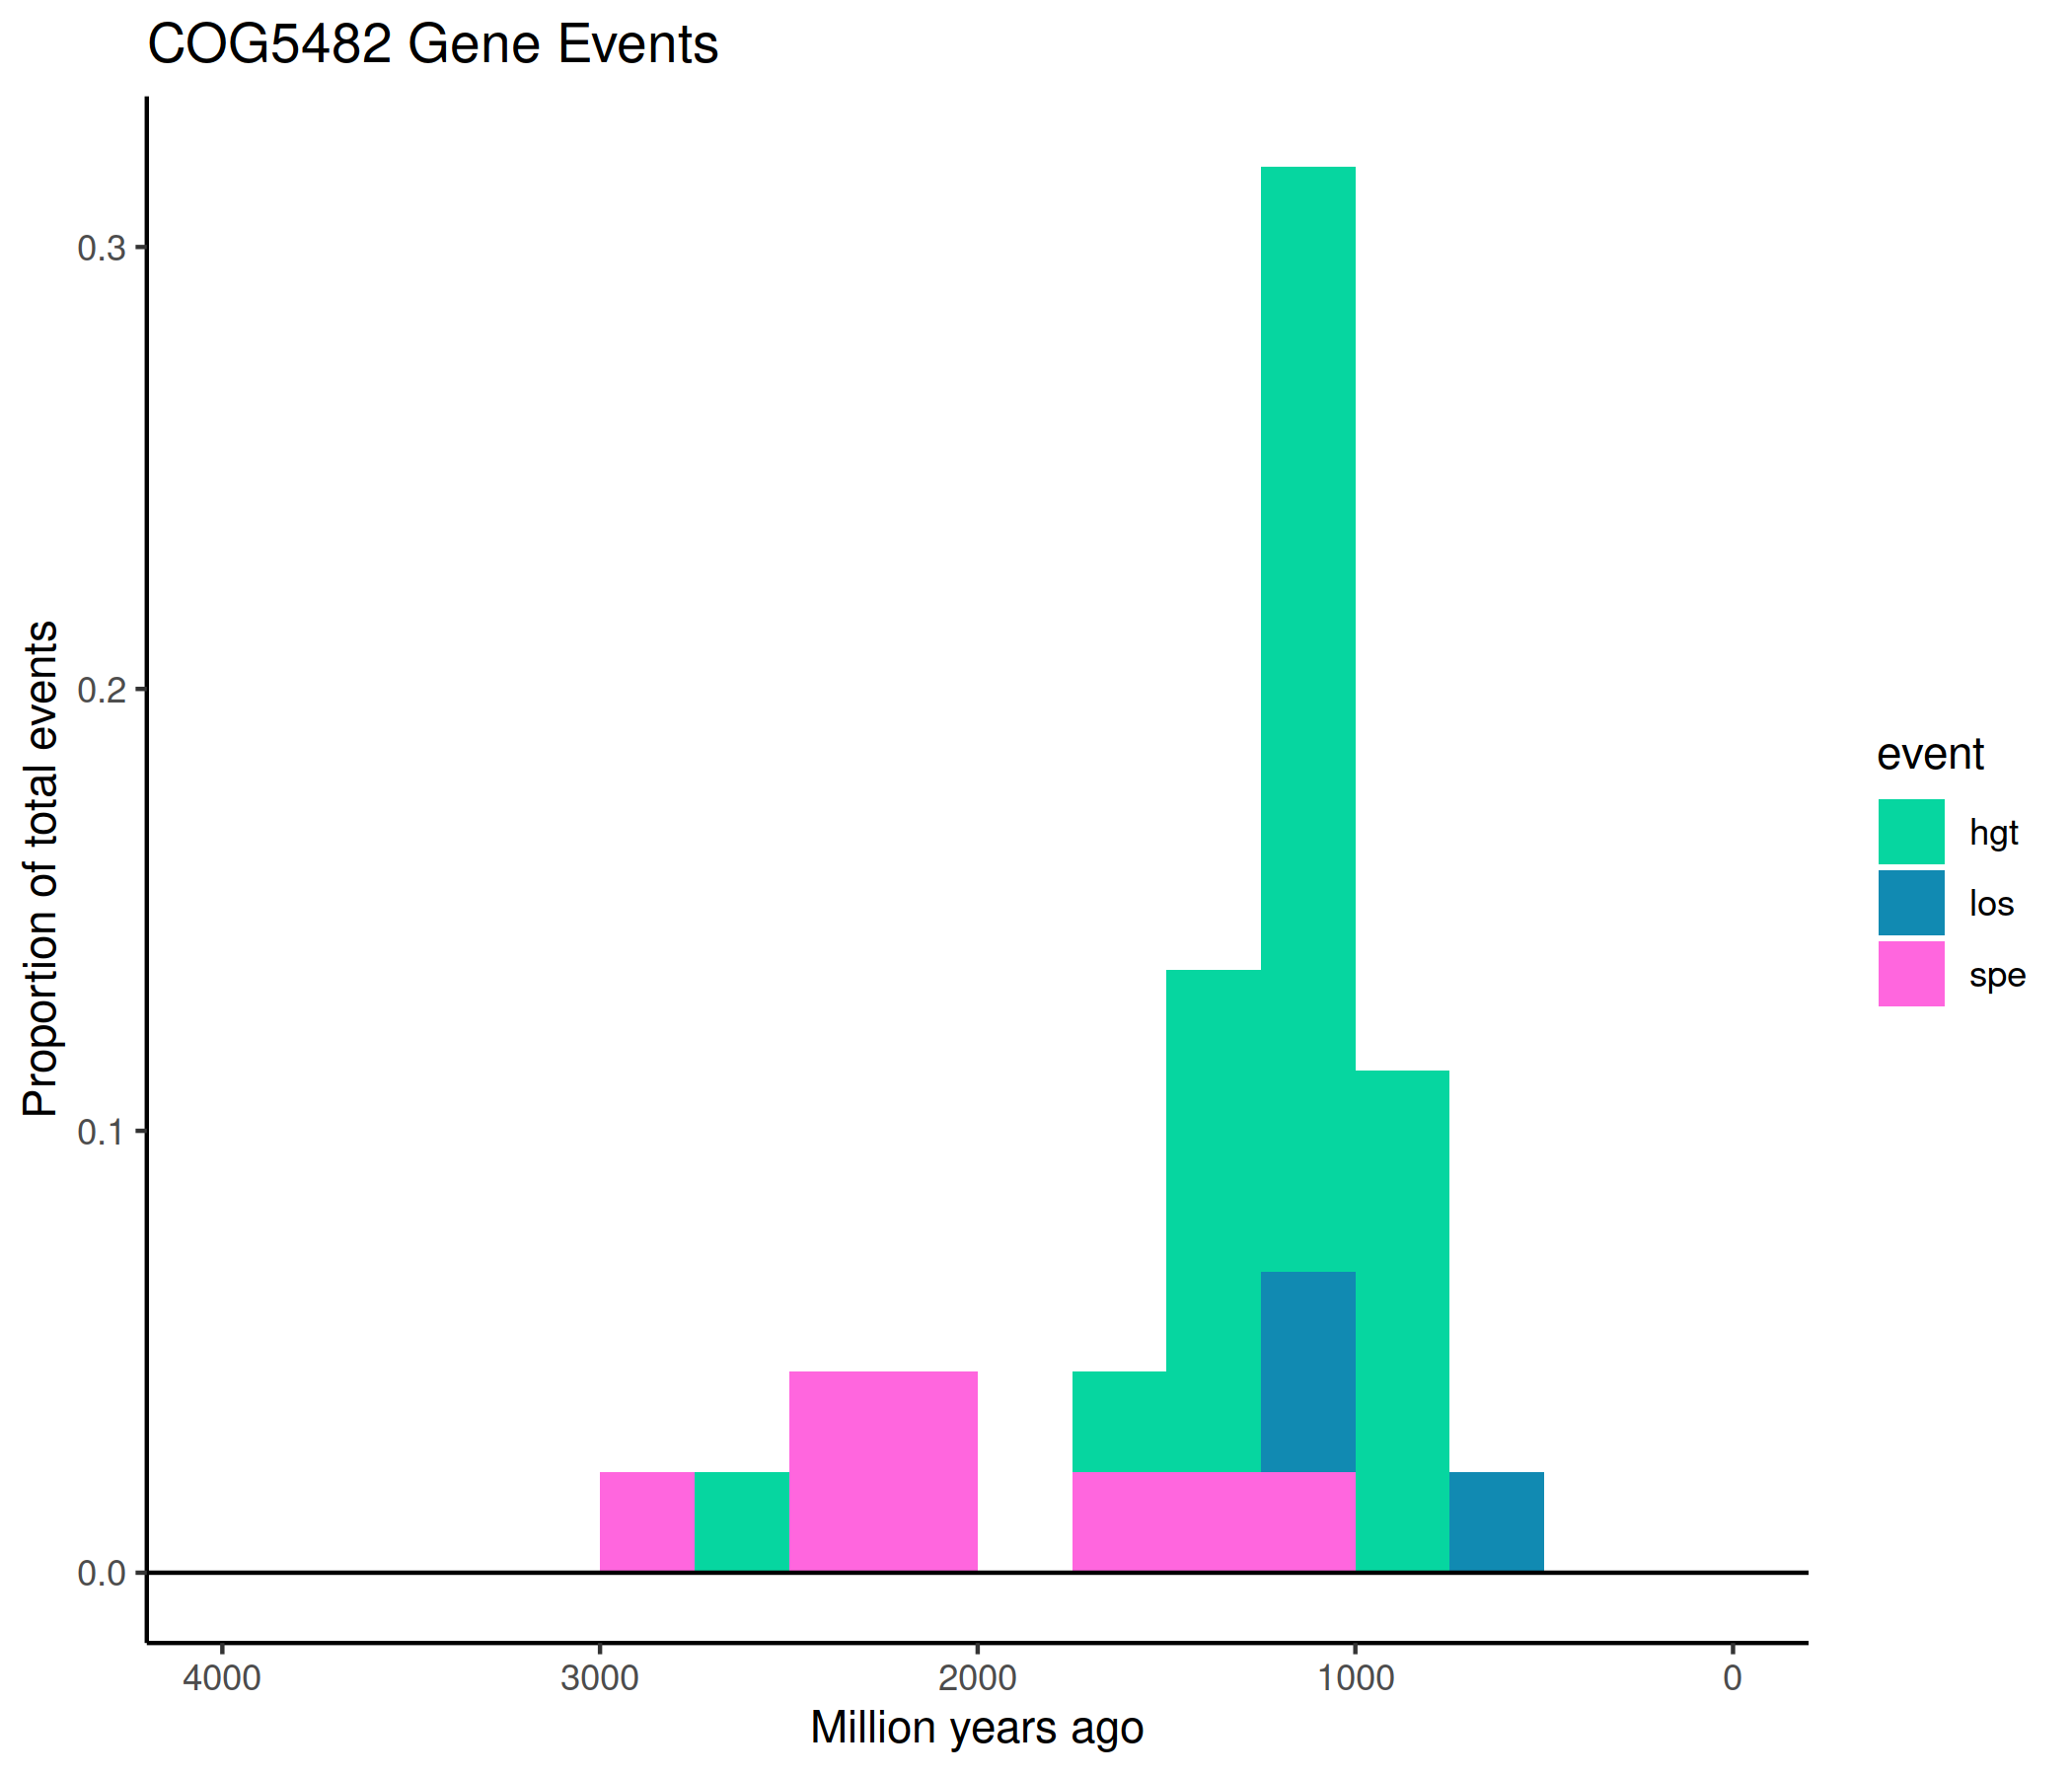 COG5482 Gene Events
Proportion of total events
0.3
0.2
0.1
0.0
4000 3000 2000 1000 0
Million years ago
event
hgt
los
spe